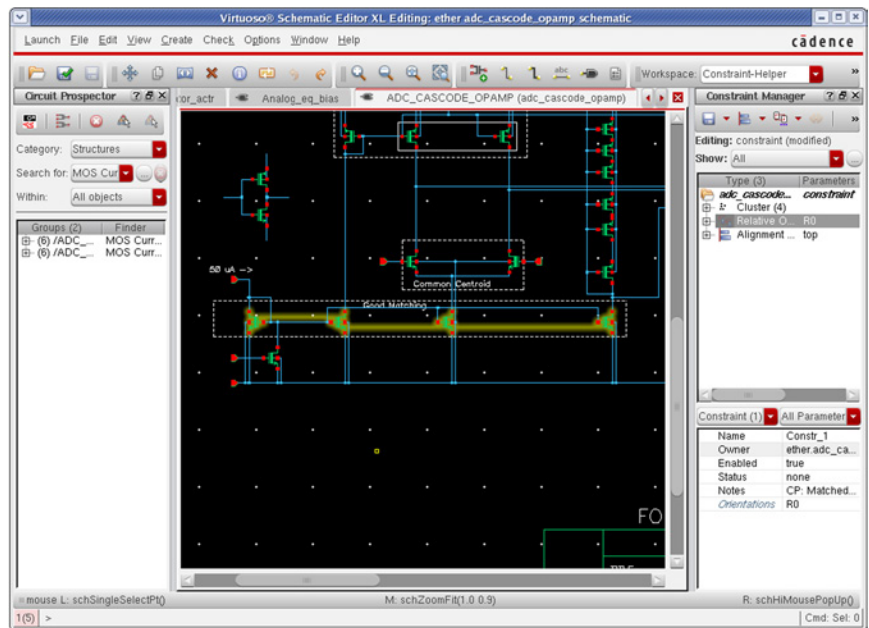 Virtuoso® Schematic Editor XL Editing: ether adc_cascode_opamp schematic
Launch File Edit View Create Check Options Window Help
cādence
Workspace: Constraint-Helper
Circuit Prospector
cor_actr
Analog_eq_bias
ADC_CASCODE_OPAMP (adc_cascode_opamp)
Constraint Manager
Category: Structures
Search for: MOS Cur
Within: All objects
Groups (2) Finder
(6) /ADC_... MOS Curr...
(6) /ADC_... MOS Curr...
50 uA ->
Common Centroid
Good Matching
FO
Editing: constraint (modified)
Show: All
Type (3) Parameters
adc_cascode... constraint
Cluster (4)
Relative O... R0
Alignment ... top
Constraint (1) All Parameter
Name Constr_1
Owner ether.adc_ca...
Enabled true
Status none
Notes CP: Matched...
Orientations R0
mouse L: schSingleSelectPt() M: schZoomFit(1.0 0.9) R: schHiMousePopUp()
1(5) > Cmd: Sel: 0